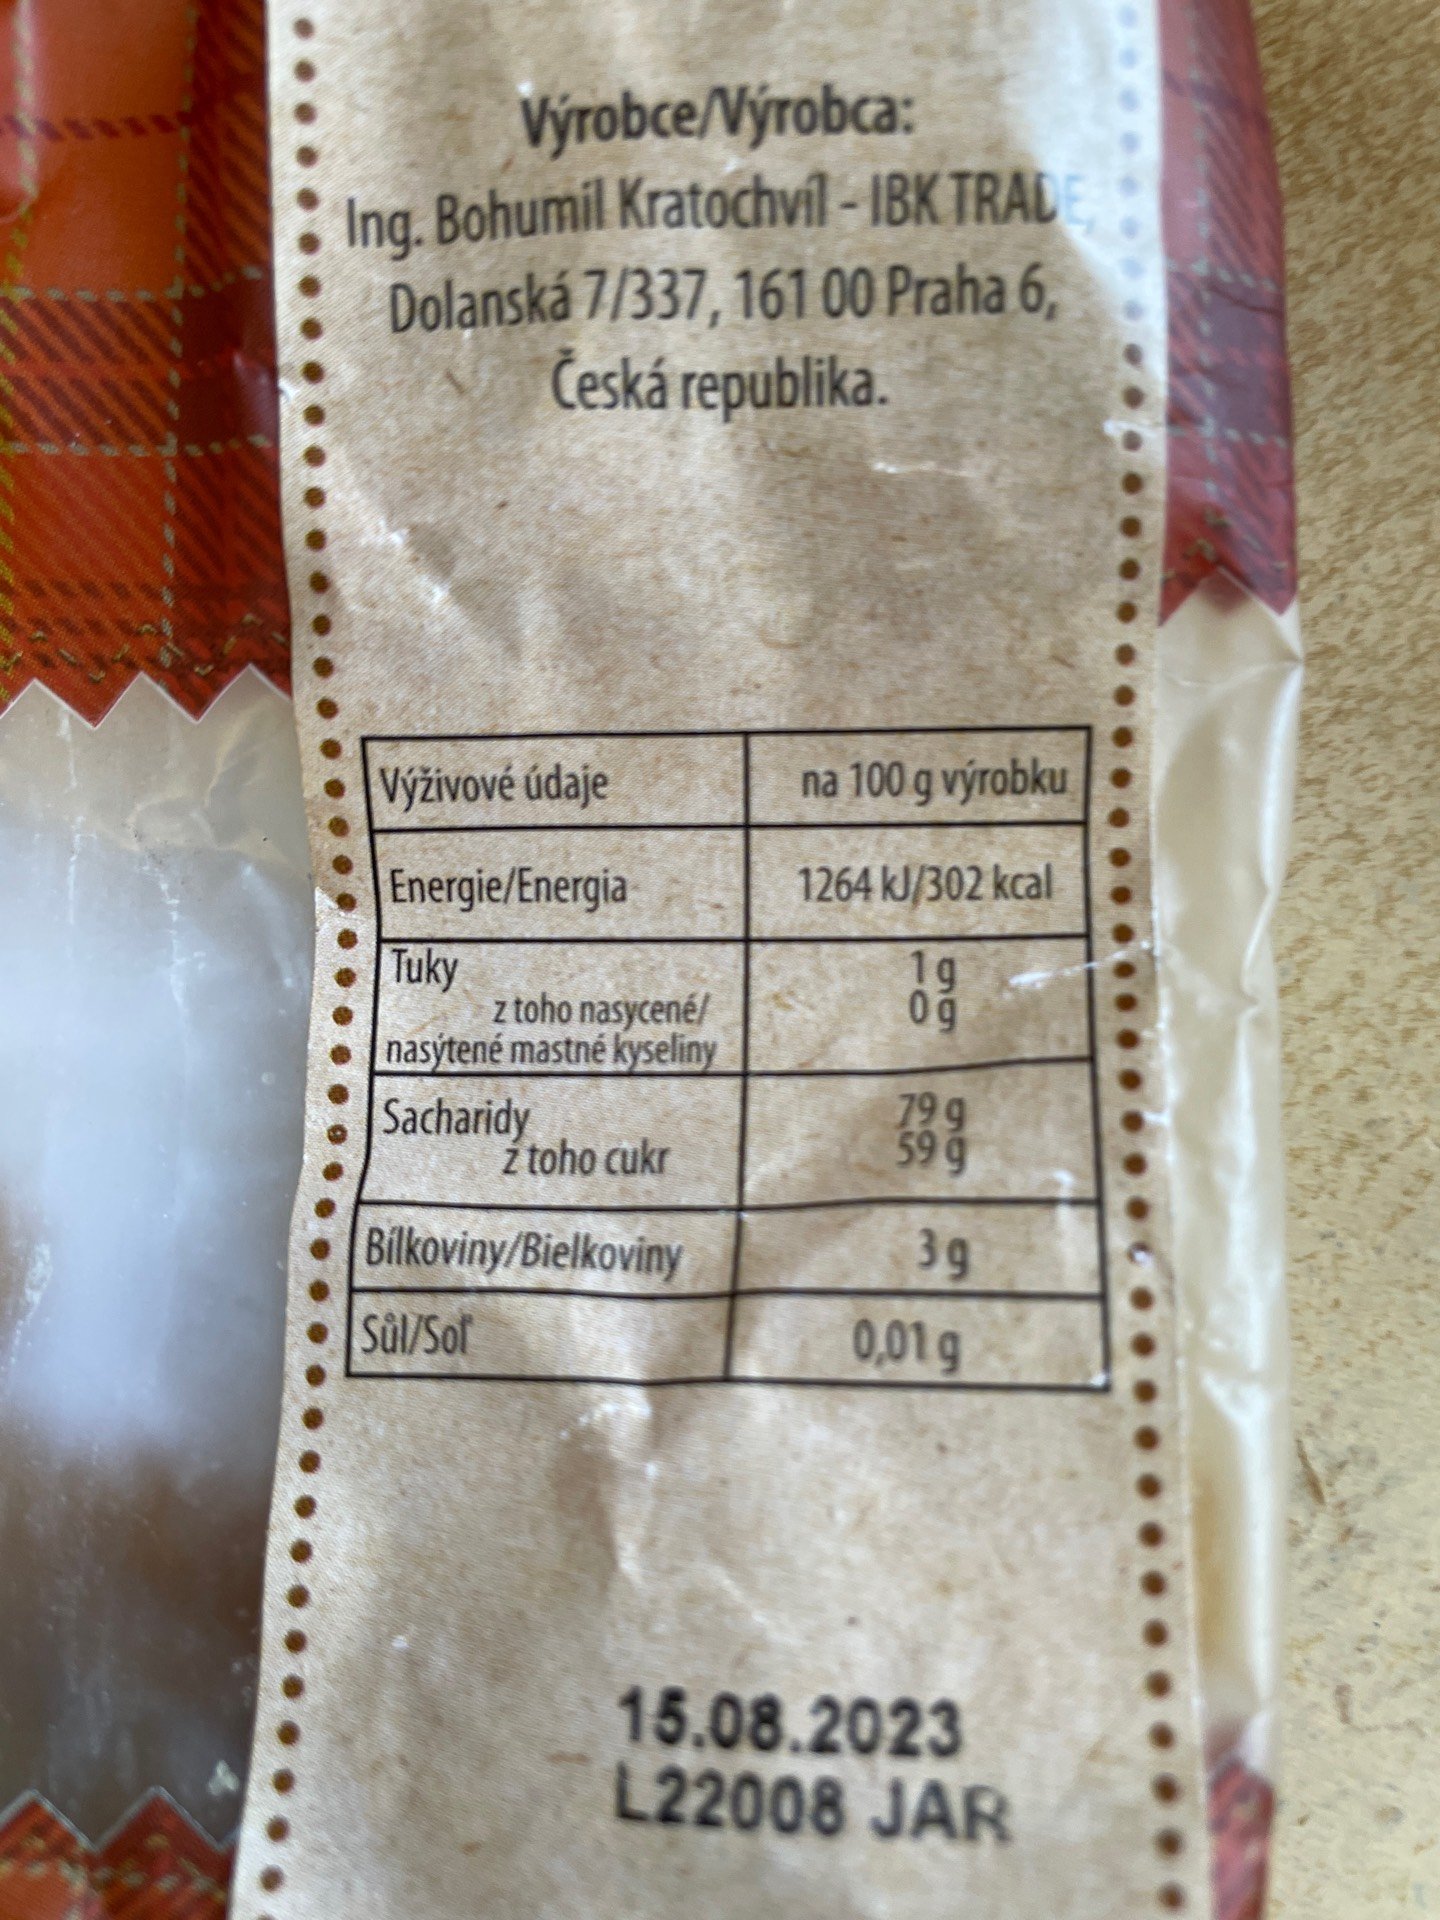 Výrobce/Výrobca:
Ing. Bohumil Kratochvíl - IBK TRADE,
Dolanská 7/337, 161 00 Praha 6,
Česká republika.
Výživové údaje na 100 g výrobku
Energie/Energia 1264 kJ/302 kcal
Tuky 1 g
z toho nasycené/ 0 g
nasýtené mastné kyseliny
Sacharidy 79 g
z toho cukr 59 g
Bílkoviny/Bielkoviny 3 g
Sůl/Soľ 0,01 g
15.08.2023
L22008 JAR